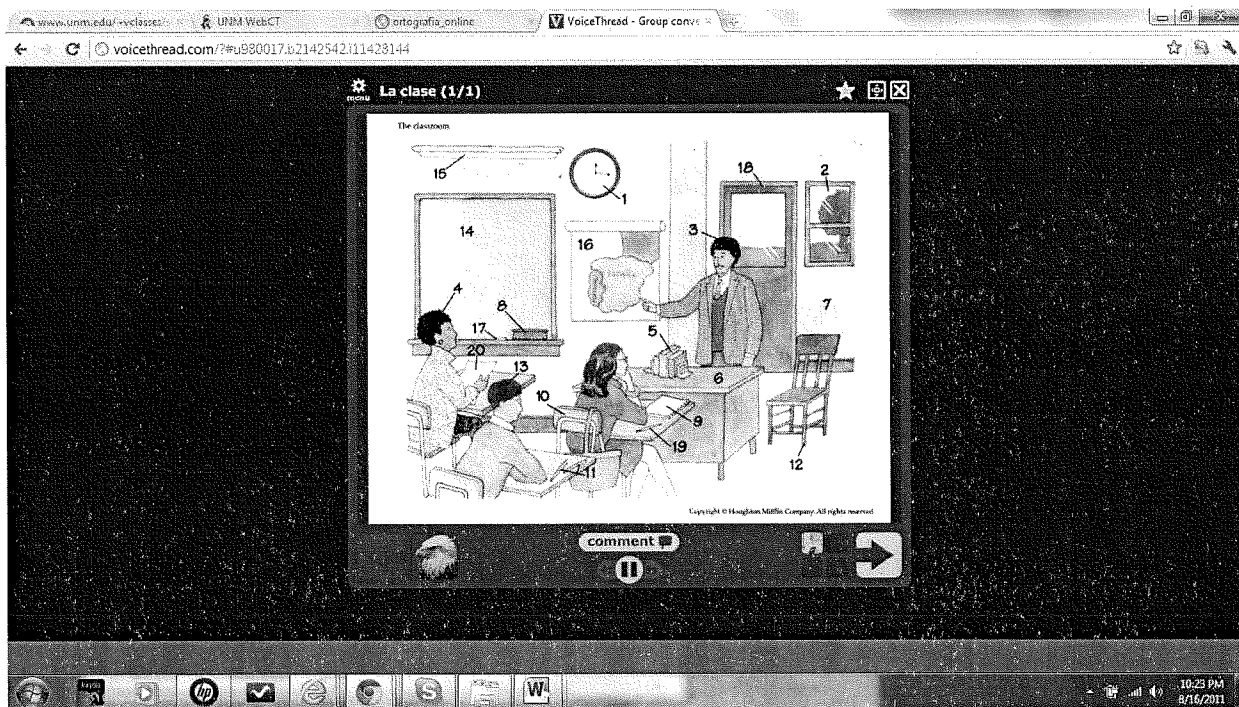 www.unm.edu/~vclasses
UNM WebCT
ortografia_online
VoiceThread - Group conve
voicethread.com/?#u980017.b2142542.i11428144
menu
La clase (1/1)
The classroom
15
1
18
2
14
16
3
4
17
8
5
7
20
13
6
10
9
19
11
12
Copyright © Houghton Mifflin Company. All rights reserved
comment
hp
S
W
10:23 PM
8/16/2011